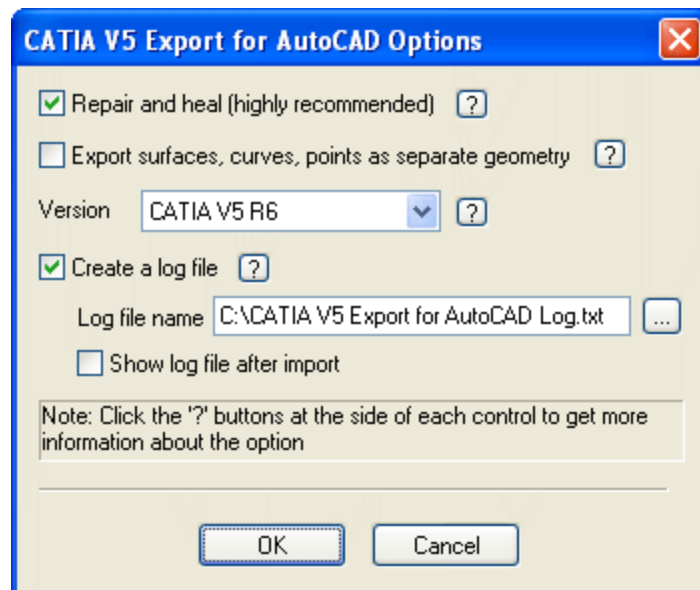 CATIA V5 Export for AutoCAD Options
Repair and heal (highly recommended) ?
Export surfaces, curves, points as separate geometry ?
Version CATIA V5 R6 ?
Create a log file ?
Log file name C:\CATIA V5 Export for AutoCAD Log.txt ...
Show log file after import
Note: Click the '?' buttons at the side of each control to get more
information about the option
OK Cancel